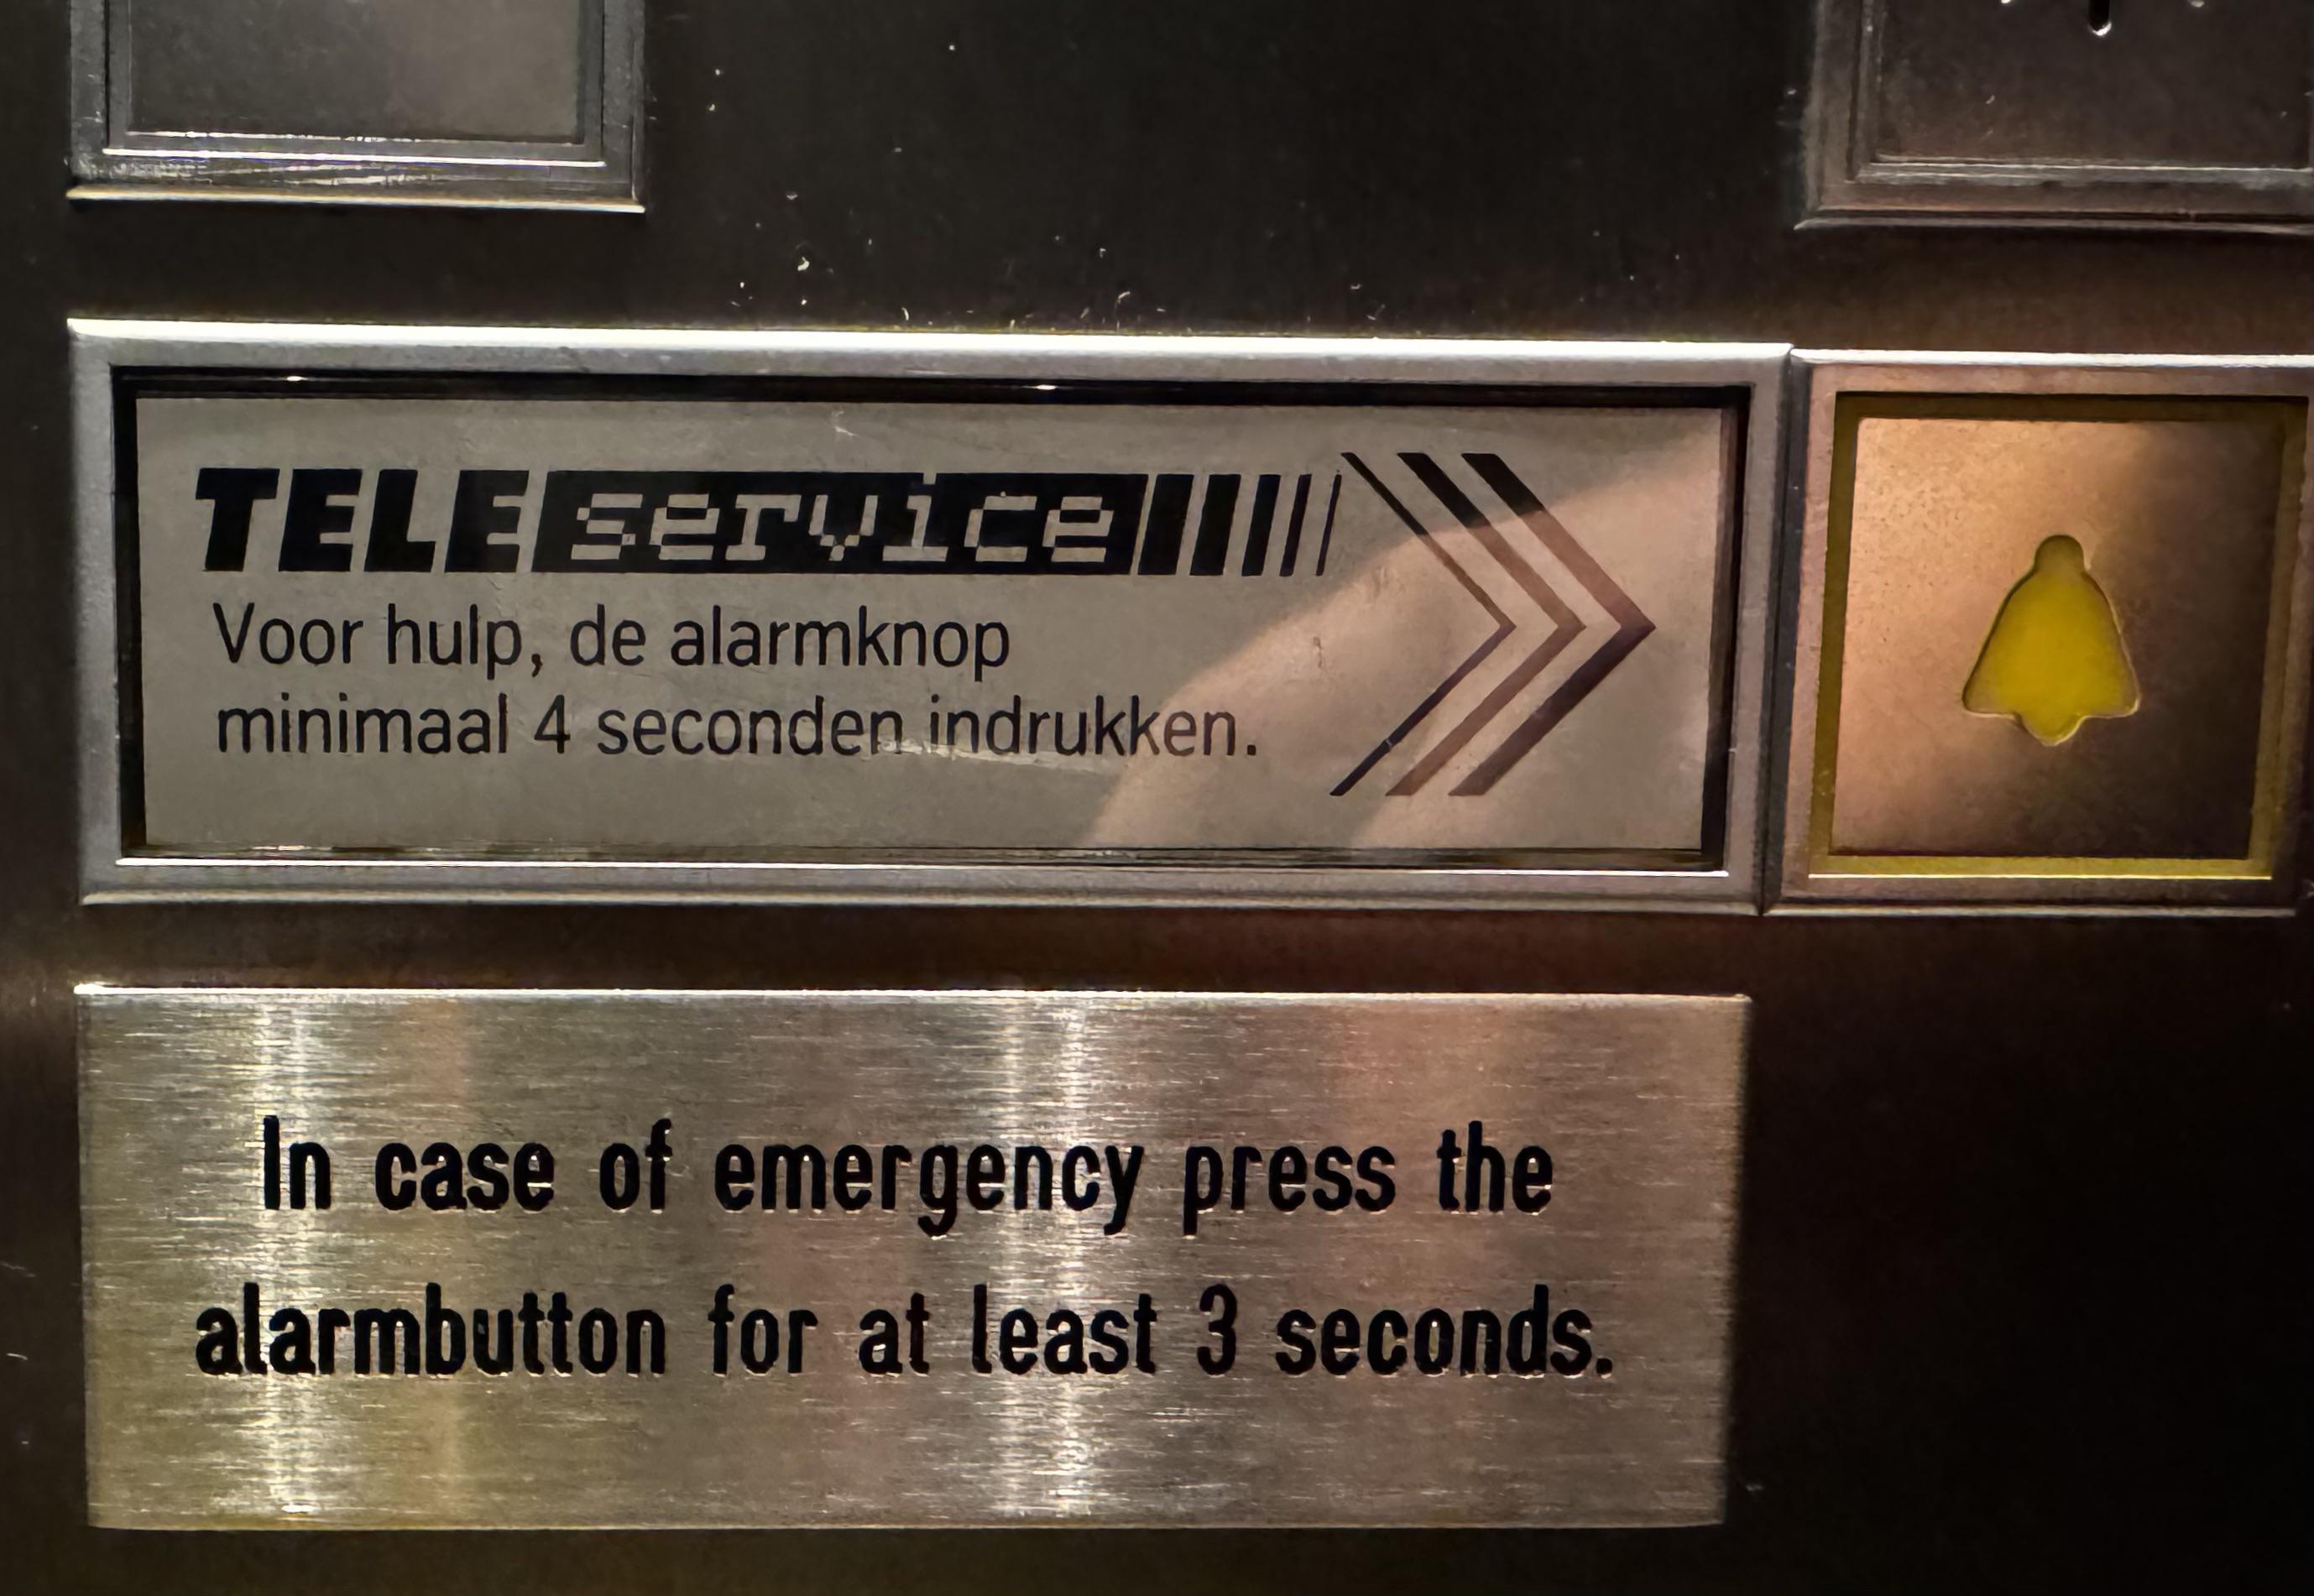 TELEservice
Voor hulp, de alarmknop
minimaal 4 seconden indrukken.
In case of emergency press the
alarmbutton for at least 3 seconds.